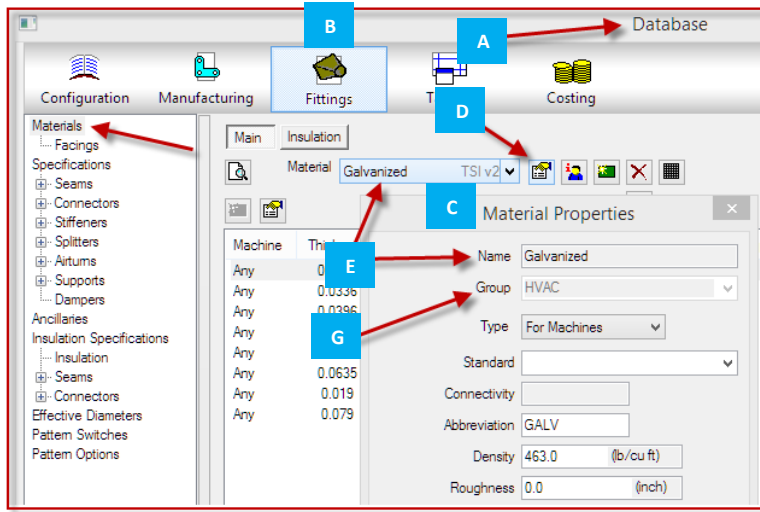 B
A
Database
Configuration Manufacturing Fittings T Costing
Materials
Facings
Specifications
Seams
Connectors
Stiffeners
Splitters
Airturns
Supports
Dampers
Ancillaries
Insulation Specifications
Insulation
Seams
Connectors
Effective Diameters
Pattern Switches
Pattern Options
Main Insulation
D
Material Galvanized TSI v2
C
Material Properties
Machine
Any
Any 0.0336
Any 0.0396
Any
Any
Any 0.0635
Any 0.019
Any 0.079
E
G
Name Galvanized
Group HVAC
Type For Machines
Standard
Connectivity
Abbreviation GALV
Density 463.0 (lb/cu ft)
Roughness 0.0 (inch)